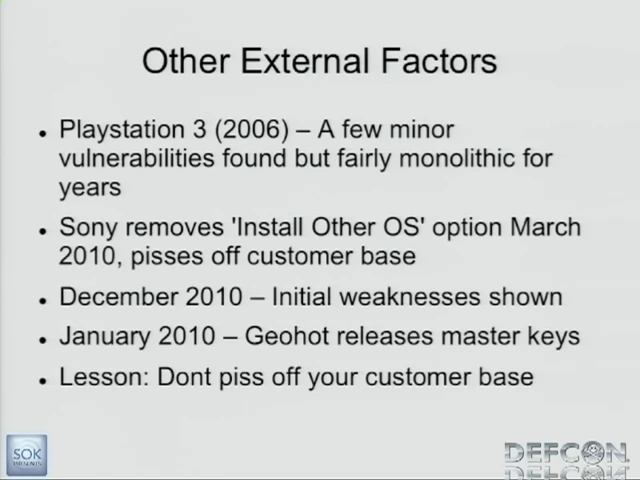 Other External Factors
• Playstation 3 (2006) – A few minor
vulnerabilities found but fairly monolithic for
years
• Sony removes 'Install Other OS' option March
2010, pisses off customer base
• December 2010 – Initial weaknesses shown
• January 2010 – Geohot releases master keys
• Lesson: Dont piss off your customer base
SOK
PRESENTS
DEFCON